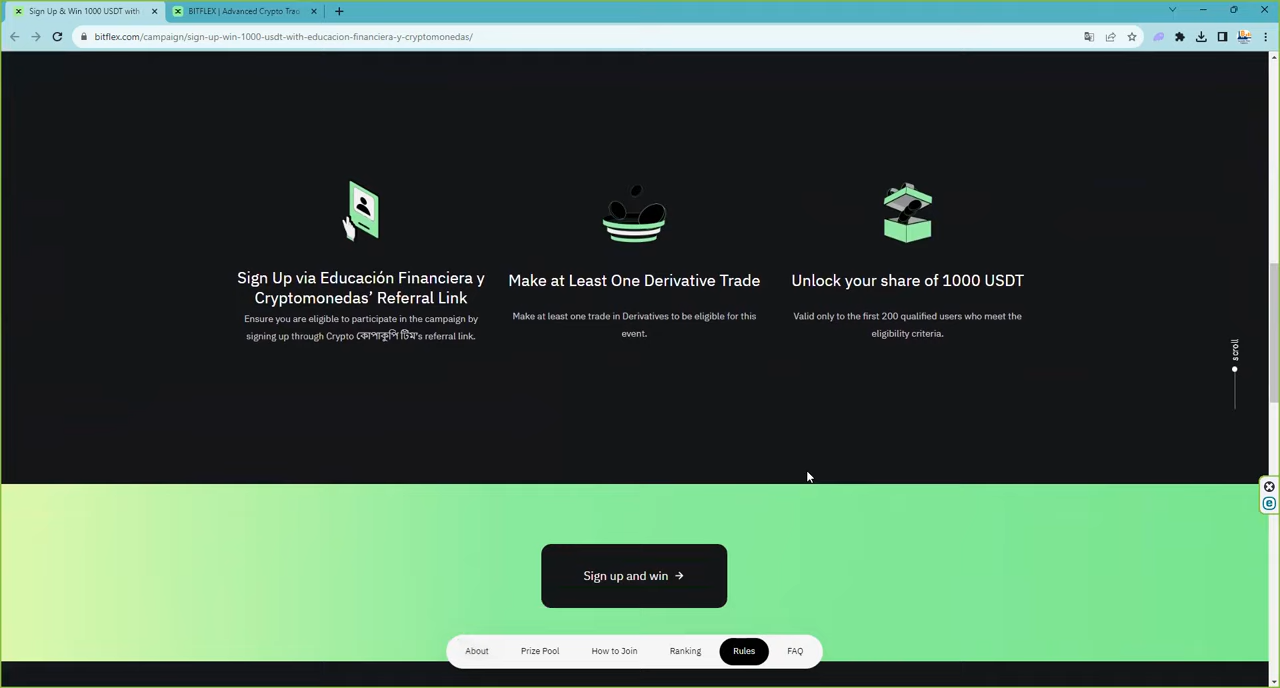 Sign Up & Win 1000 USDT with
BITFLEX | Advanced Crypto Trad
bitflex.com/campaign/sign-up-win-1000-usdt-with-educacion-financiera-y-cryptomonedas/
Sign Up via Educación Financiera y
Cryptomonedas’ Referral Link
Ensure you are eligible to participate in the campaign by
signing up through Crypto কোপাকুপি টিম's referral link.
Make at Least One Derivative Trade
Make at least one trade in Derivatives to be eligible for this
event.
Unlock your share of 1000 USDT
Valid only to the first 200 qualified users who meet the
eligibility criteria.
scroll
Sign up and win →
About
Prize Pool
How to Join
Ranking
Rules
FAQ